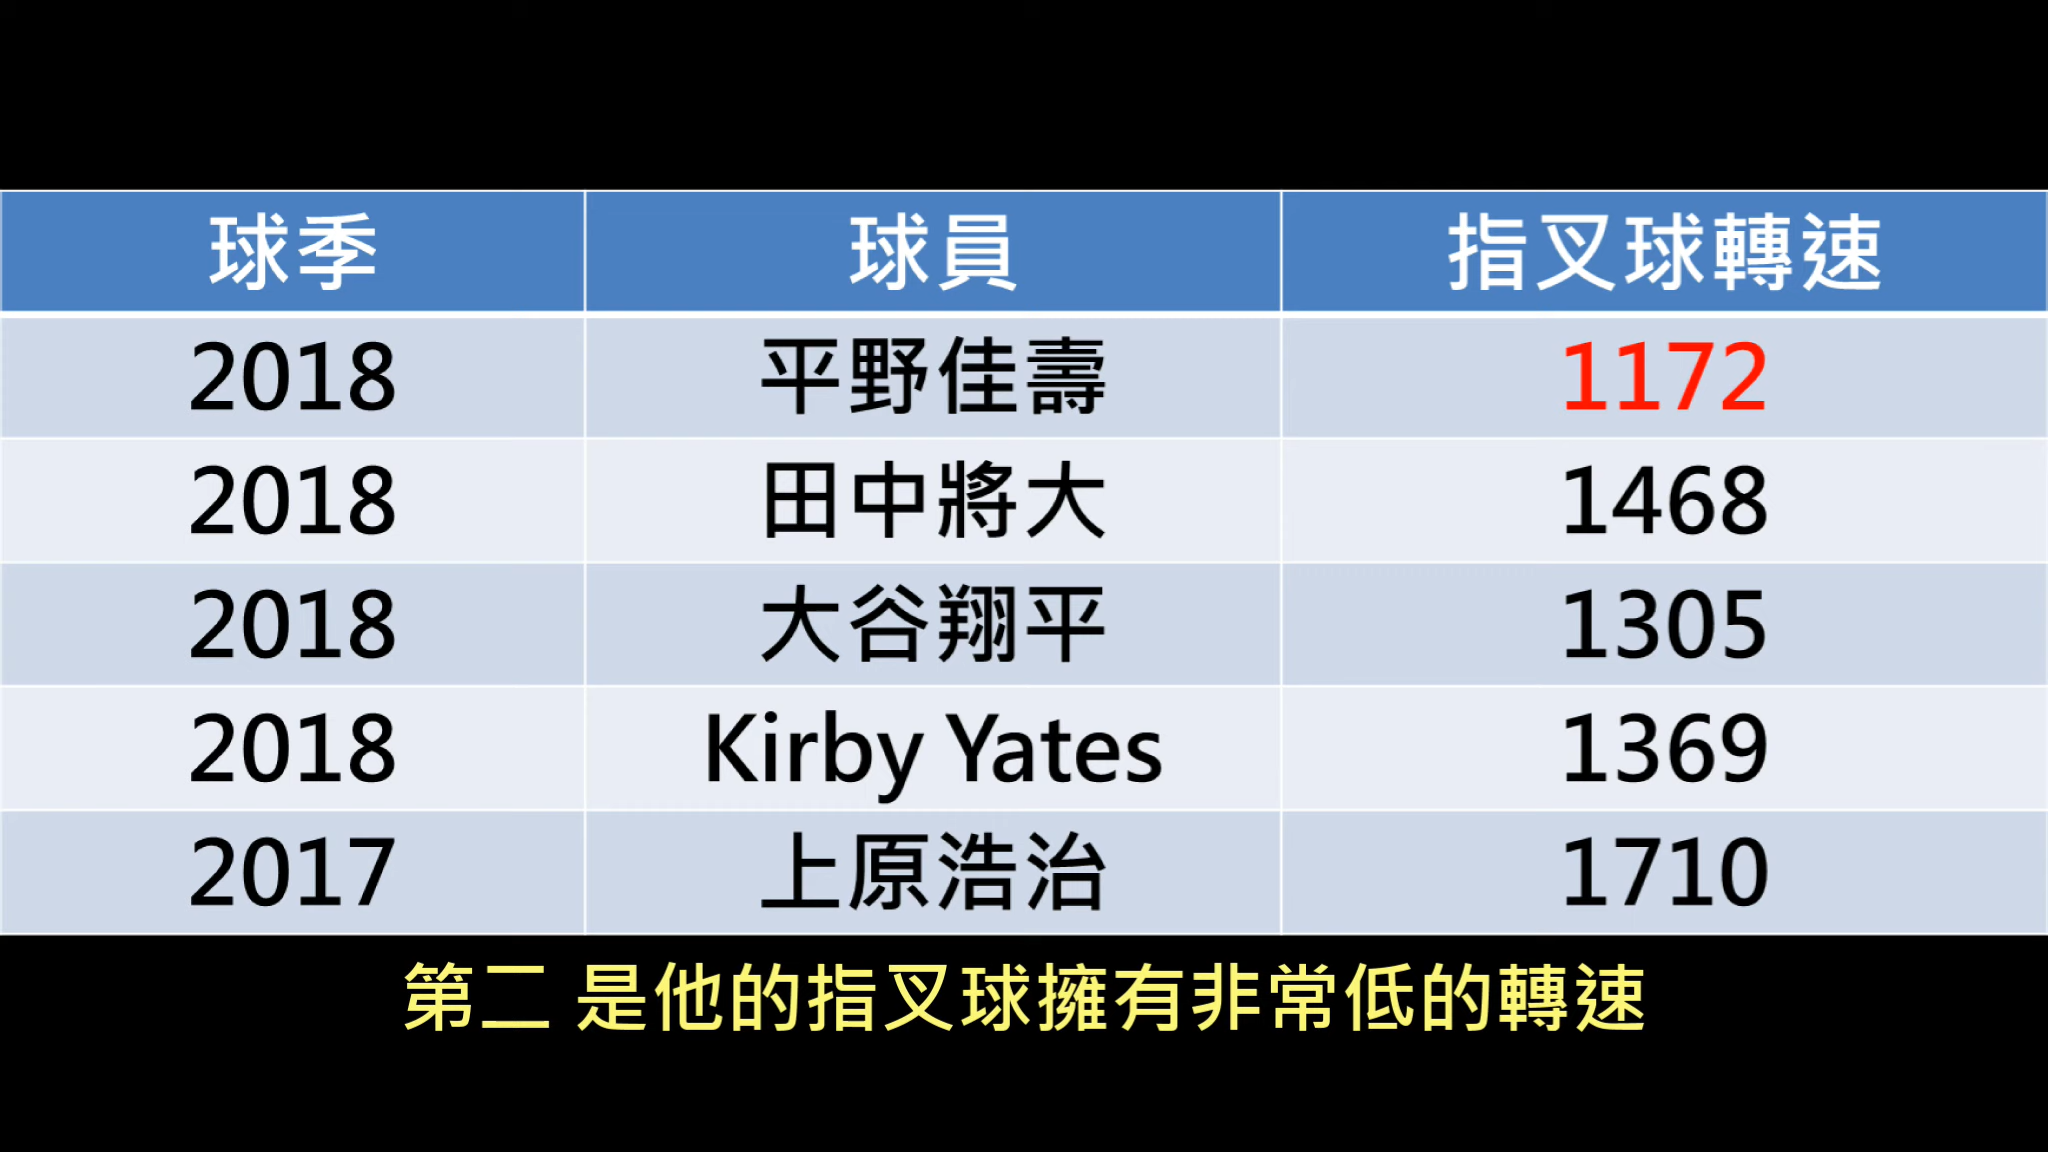 球季 球員 指叉球轉速
2018 平野佳壽 1172
2018 田中將大 1468
2018 大谷翔平 1305
2018 Kirby Yates 1369
2017 上原浩治 1710
第二 是他的指叉球擁有非常低的轉速